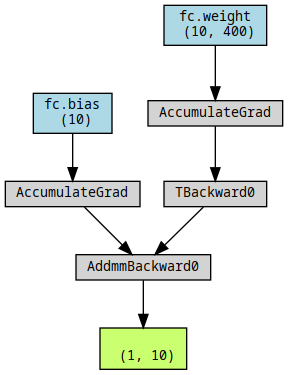 fc.weight
(10, 400)
fc.bias
(10)
AccumulateGrad
AccumulateGrad
TBackward0
AddmmBackward0
(1, 10)